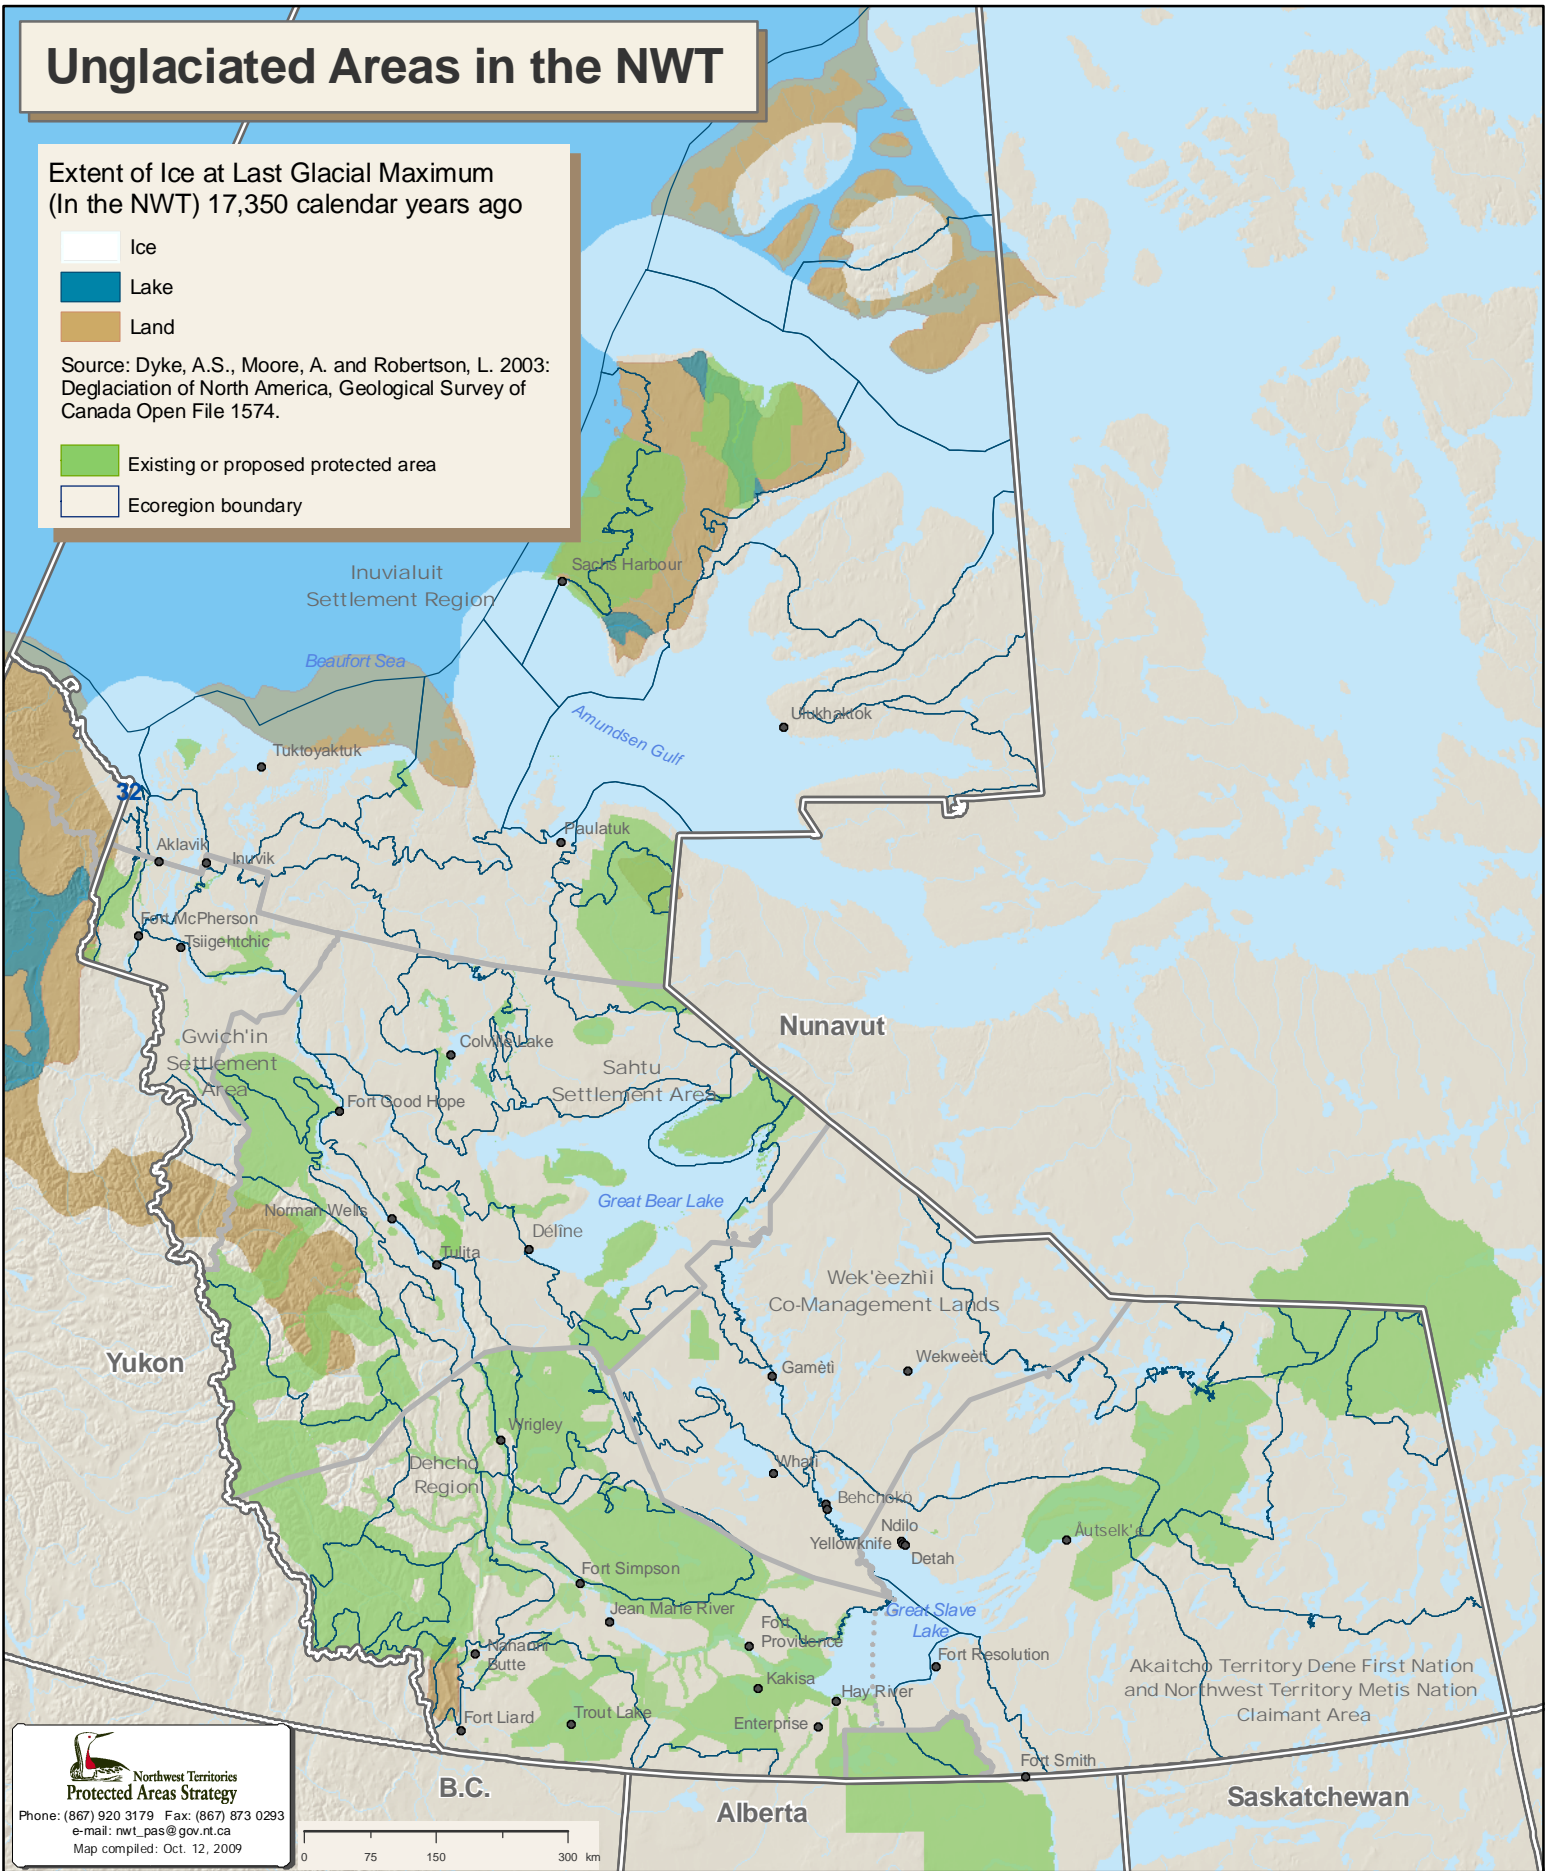 Unglaciated Areas in the NWT
Extent of Ice at Last Glacial Maximum
(In the NWT) 17,350 calendar years ago
Ice
Lake
Land
Source: Dyke, A.S., Moore, A. and Robertson, L. 2003:
Deglaciation of North America, Geological Survey of
Canada Open File 1574.
Existing or proposed protected area
Ecoregion boundary
Inuvialuit
Settlement Region
Sachs Harbour
Beaufort Sea
Amundsen Gulf
Ulukhaktok
Tuktoyaktuk
32
Paulatuk
Aklavik
Inuvik
Fort McPherson
Tsiigehtchic
Nunavut
Gwich'in
Settlement
Area
Colville Lake
Sahtu
Settlement Area
Fort Good Hope
Great Bear Lake
Norman Wells
Délîne
Tulita
Wek'èezhìi
Co-Management Lands
Yukon
Gamètì
Wekweètì
Wrigley
Dehcho
Region
Whatì
Behchokö
Ndilo
Yellowknife
Detah
Åutselk'e
Fort Simpson
Jean Marie River
Great Slave
Lake
Fort
Providence
Nahanni
Butte
Fort Resolution
Kakisa
Akaitcho Territory Dene First Nation
and Northwest Territory Metis Nation
Claimant Area
Hay River
Fort Liard
Trout Lake
Enterprise
Fort Smith
B.C.
Alberta
Saskatchewan
Northwest Territories
Protected Areas Strategy
Phone: (867) 920 3179 Fax: (867) 873 0293
e-mail: nwt_pas@gov.nt.ca
Map compiled: Oct. 12, 2009
0 75 150 300 km